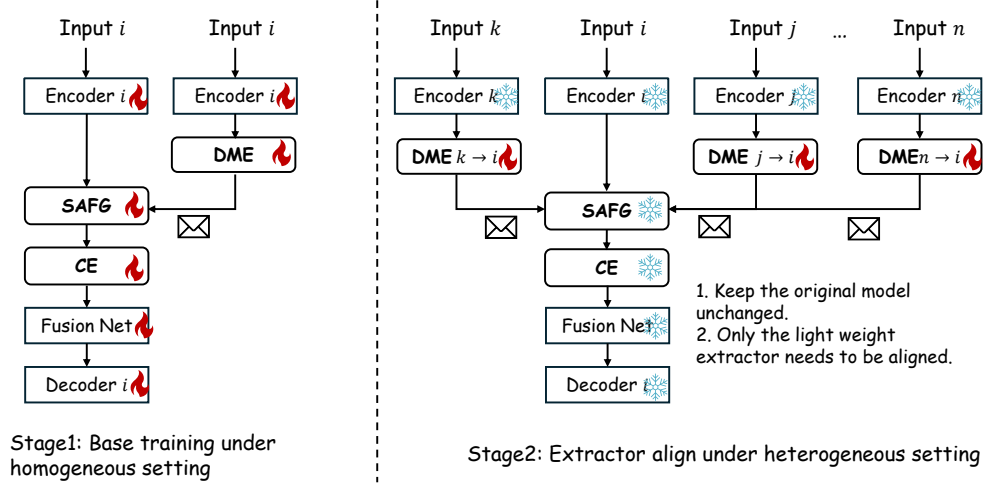 Input i
Input i
Encoder i
Encoder i
DME
SAFG
CE
Fusion Net
Decoder i
Stage1: Base training under
homogeneous setting
Input k
Input i
Input j
...
Input n
Encoder k
Encoder i
Encoder j
Encoder n
DME k → i
DME j → i
DME n → i
SAFG
CE
Fusion Net
Decoder i
1. Keep the original model
unchanged.
2. Only the light weight
extractor needs to be aligned.
Stage2: Extractor align under heterogeneous setting